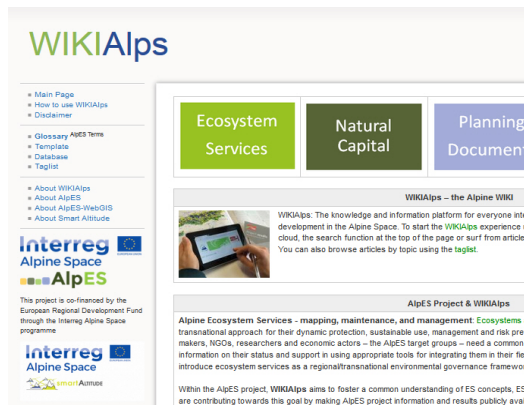 WIKIAlps
Main Page
How to use WIKIAlps
Disclaimer
Glossary AlpES Terms
Template
Database
Taglist
About WIKIAlps
About AlpES
About AlpES-WebGIS
About Smart Altitude
Interreg
Alpine Space
AlpES
This project is co-financed by the
European Regional Development Fund
through the Interreg Alpine Space
programme
Interreg
Alpine Space
smartAltitude
Ecosystem
Services
Natural
Capital
Planning
Document
WIKIAlps – the Alpine WIKI
WIKIAlps: The knowledge and information platform for everyone inte
development in the Alpine Space. To start the WIKIAlps experience
cloud, the search function at the top of the page or surf from article
You can also browse articles by topic using the taglist.
AlpES Project & WIKIAlps
Alpine Ecosystem Services - mapping, maintenance, and management: Ecosystems
transnational approach for their dynamic protection, sustainable use, management and risk pre
makers, NGOs, researchers and economic actors – the AlpES target groups – need a common
information on their status and support in using appropriate tools for integrating them in their fie
introduce ecosystem services as a regional/transnational environmental governance framewo
Within the AlpES project, WIKIAlps aims to foster a common understanding of ES concepts, ES
are contributing towards this goal by making AlpES project information and results publicly avai